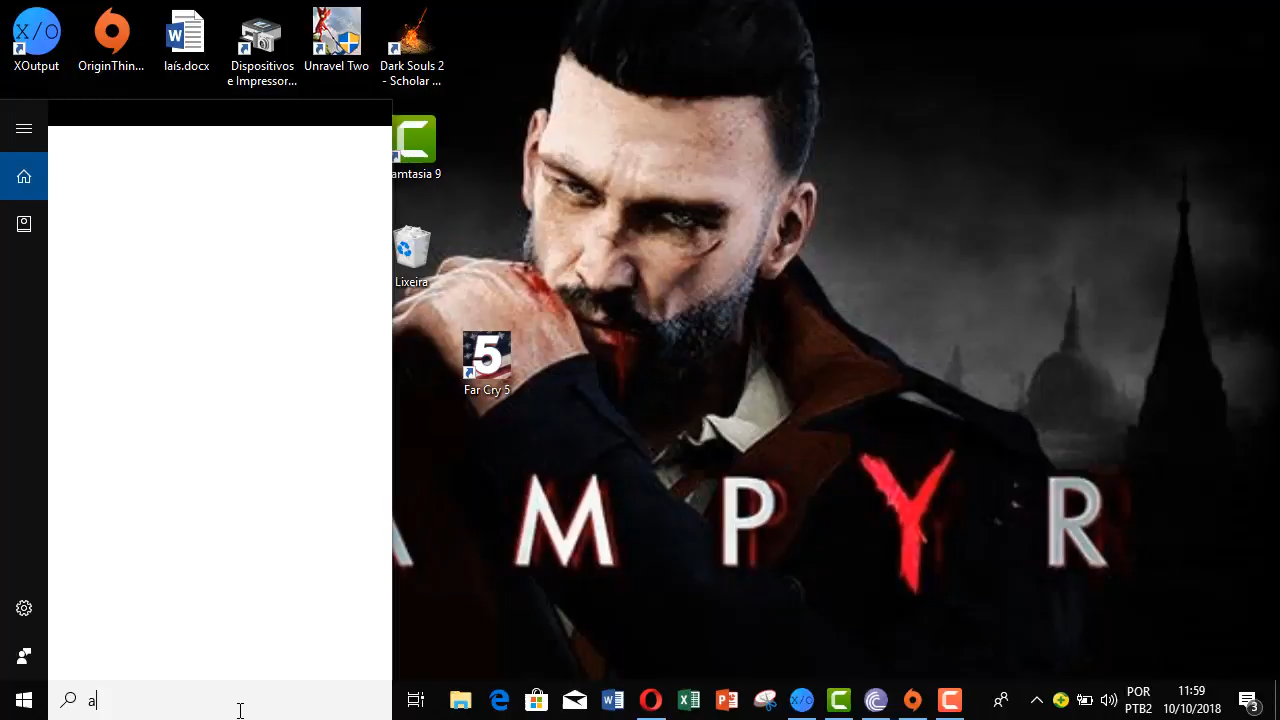 XOutput
OriginThin...
laís.docx
Dispositivos
e Impressor...
Unravel Two
Dark Souls 2
- Scholar ...
amtasia 9
Lixeira
5
Far Cry 5
M P Y R
a
X/O
POR
PTB2
11:59
10/10/2018
3